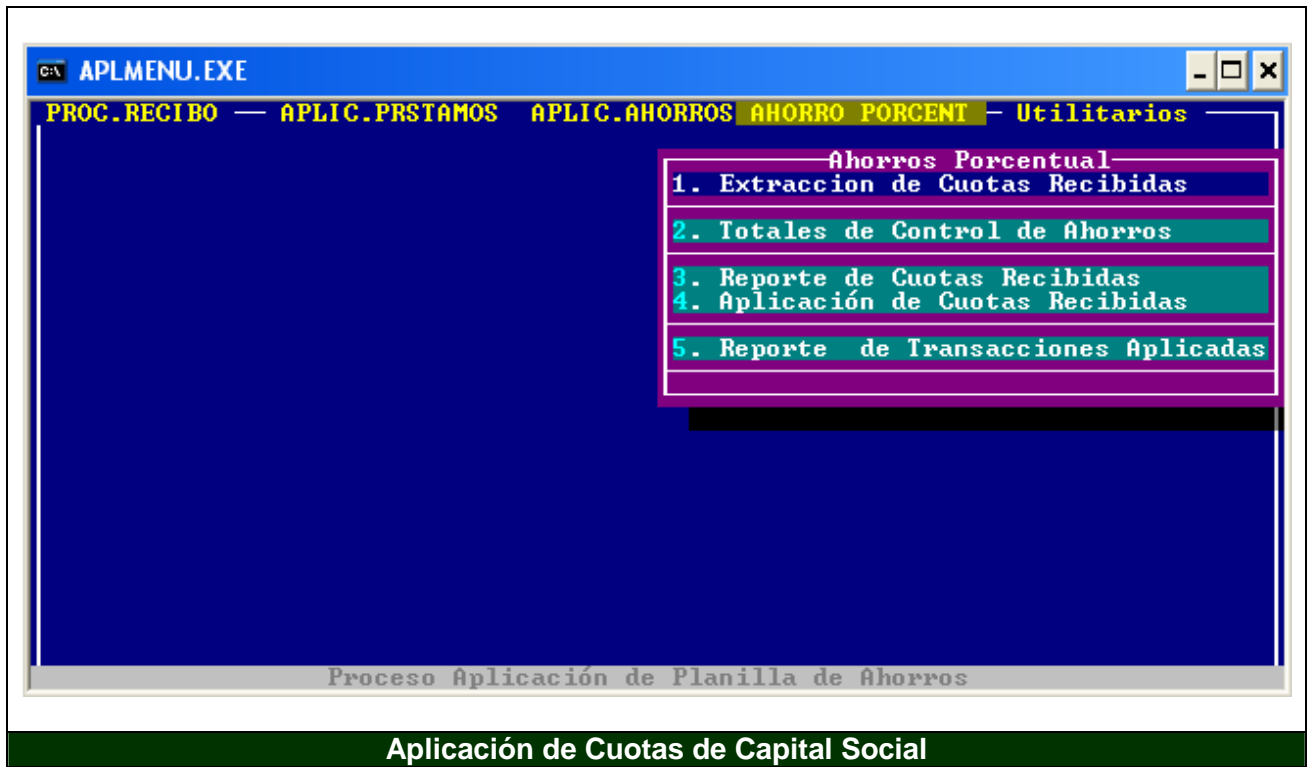 C:\ APLMENU.EXE
PROC.RECIBO — APLIC.PRSTAMOS APLIC.AHORROS AHORRO PORCENT — Utilitarios
Ahorros Porcentual
1. Extraccion de Cuotas Recibidas
2. Totales de Control de Ahorros
3. Reporte de Cuotas Recibidas
4. Aplicación de Cuotas Recibidas
5. Reporte  de Transacciones Aplicadas
Proceso Aplicación de Planilla de Ahorros
Aplicación de Cuotas de Capital Social